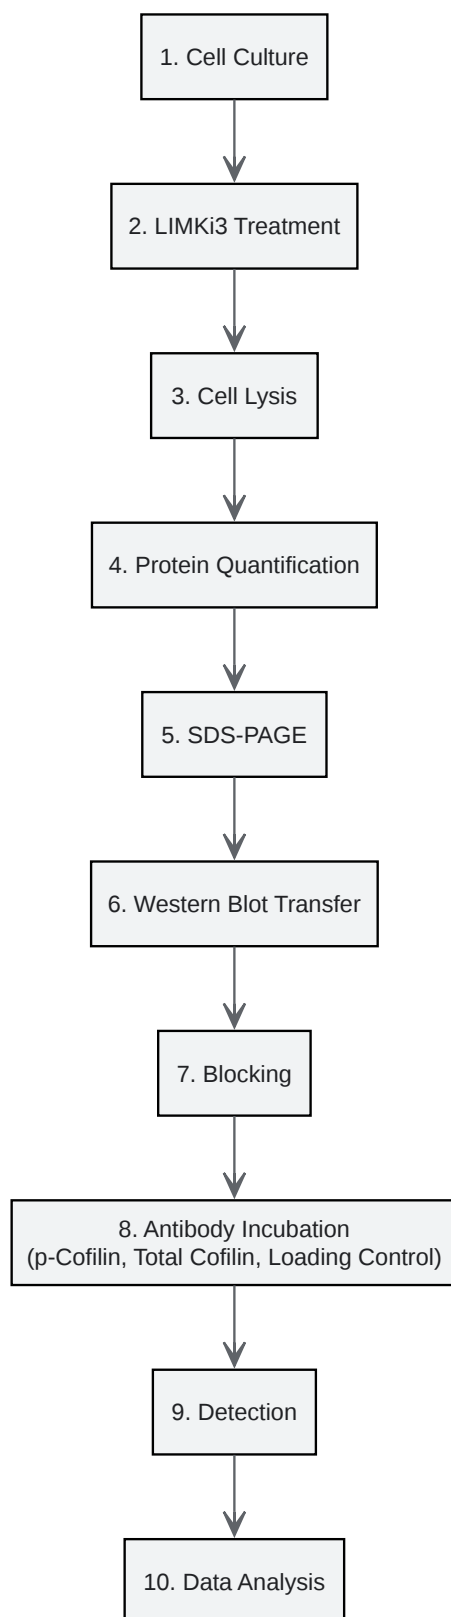 1. Cell Culture
2. LIMKi3 Treatment
3. Cell Lysis
4. Protein Quantification
5. SDS-PAGE
6. Western Blot Transfer
7. Blocking
8. Antibody Incubation
(p-Cofilin, Total Cofilin, Loading Control)
9. Detection
10. Data Analysis